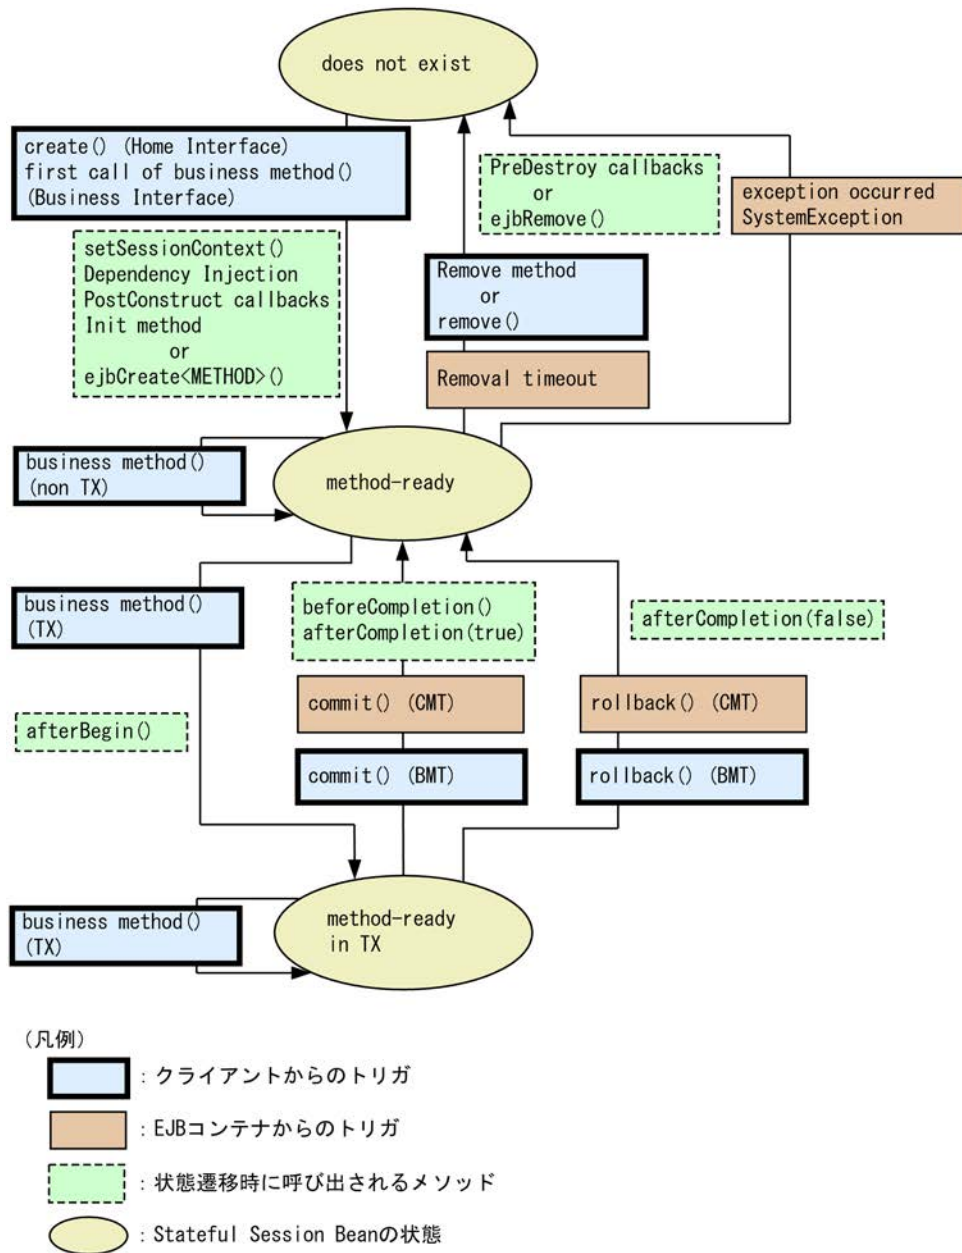 does not exist
create() (Home Interface)
first call of business method()
(Business Interface)
setSessionContext()
Dependency Injection
PostConstruct callbacks
Init method
or
ejbCreate<METHOD>()
PreDestroy callbacks
or
ejbRemove()
exception occurred
SystemException
Remove method
or
remove()
Removal timeout
business method()
(non TX)
method-ready
business method()
(TX)
beforeCompletion()
afterCompletion(true)
afterCompletion(false)
afterBegin()
commit() (CMT)
rollback() (CMT)
commit() (BMT)
rollback() (BMT)
business method()
(TX)
method-ready
in TX
(凡例)
：クライアントからのトリガ
：EJBコンテナからのトリガ
：状態遷移時に呼び出されるメソッド
：Stateful Session Beanの状態